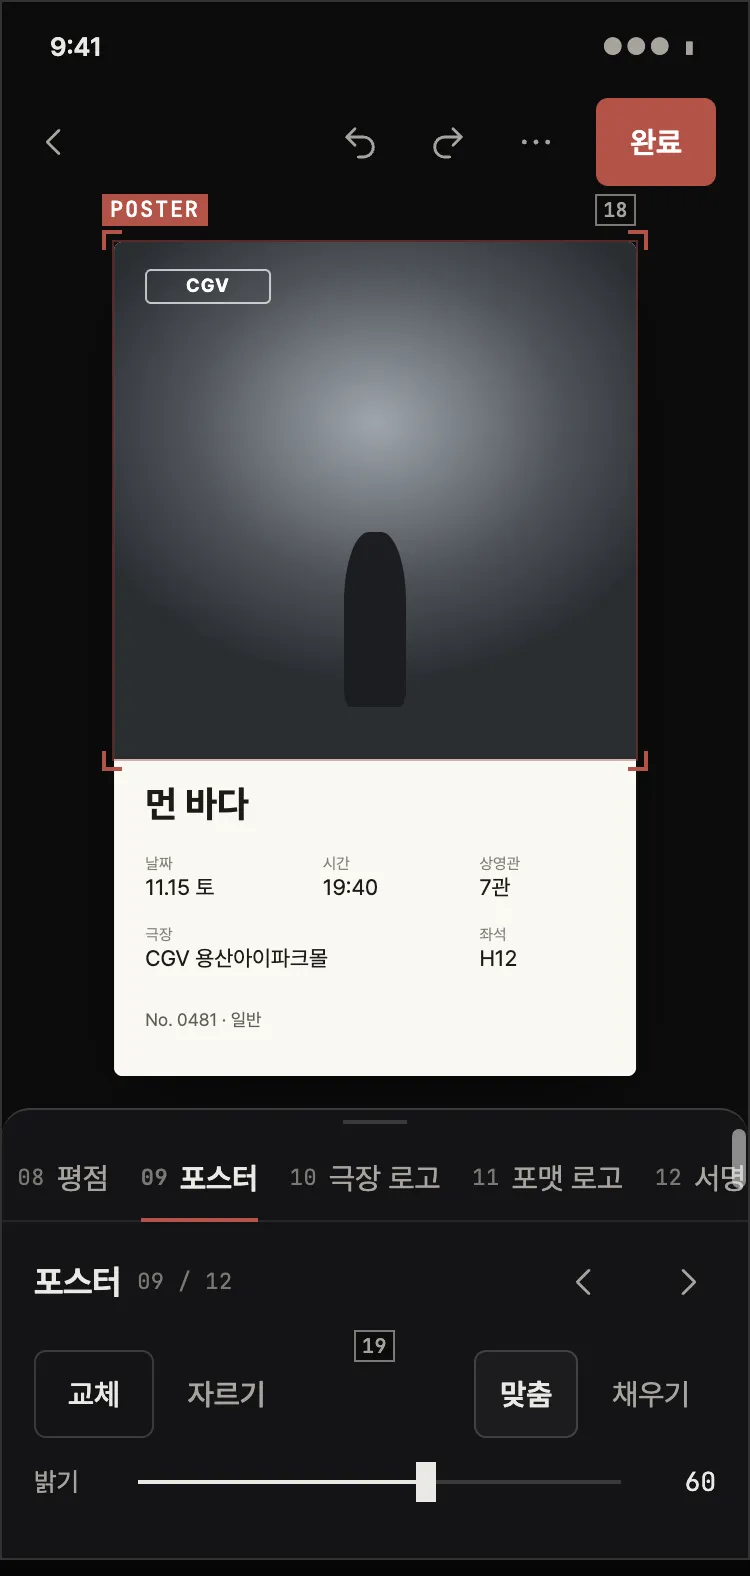 9:41
완료
POSTER
18
CGV
먼 바다
날짜 시간 상영관
11.15 토 19:40 7관
극장 좌석
CGV 용산아이파크몰 H12
No. 0481 · 일반
08 평점 09 포스터 10 극장 로고 11 포맷 로고 12 서명
포스터 09 / 12
19
교체 자르기 맞춤 채우기
밝기 60